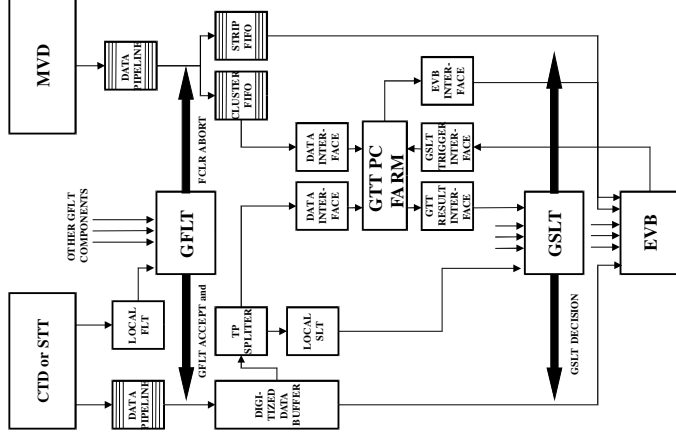 MVD
DATA
PIPELINE
STRIP
FIFO
CLUSTER
FIFO
FCLR ABORT
DATA
INTER-
FACE
EVB
INTER-
FACE
OTHER GFLT
COMPONENTS
GFLT
DATA
INTER-
FACE
GTT PC
FARM
GSLT
TRIGGER
INTER-
FACE
GTT
RESULT
INTER-
FACE
GSLT
EVB
CTD or STT
LOCAL
FLT
GFLT ACCEPT and
TP
SPLITER
LOCAL
SLT
DATA
PIPELINE
DIGI-
TIZED
DATA
BUFFER
GSLT DECISION